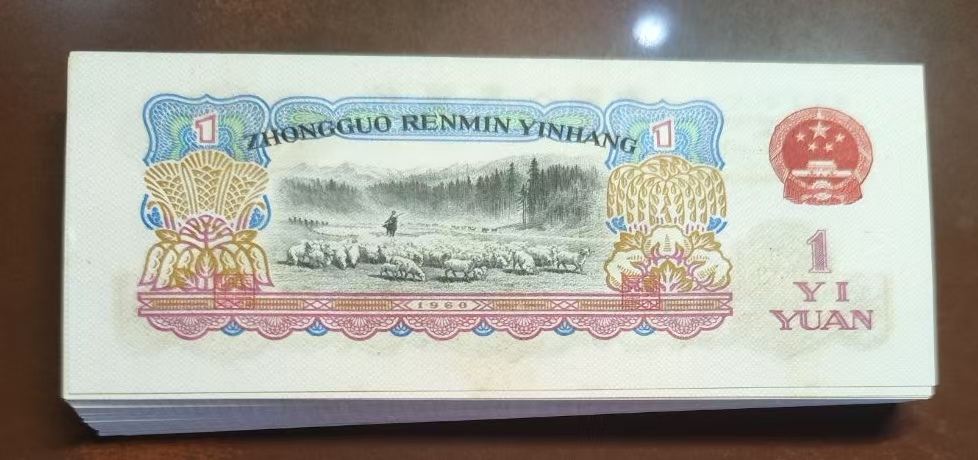 1 ZHONGGUO RENMIN YINHANG 1
1
YI
YUAN
1960